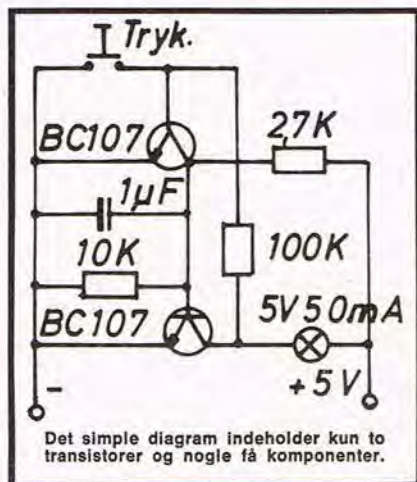 Tryk.
BC107
27K
1µF
10K
100K
BC107
5V 50mA
-
+5V
Det simple diagram indeholder kun to
transistorer og nogle få komponenter.